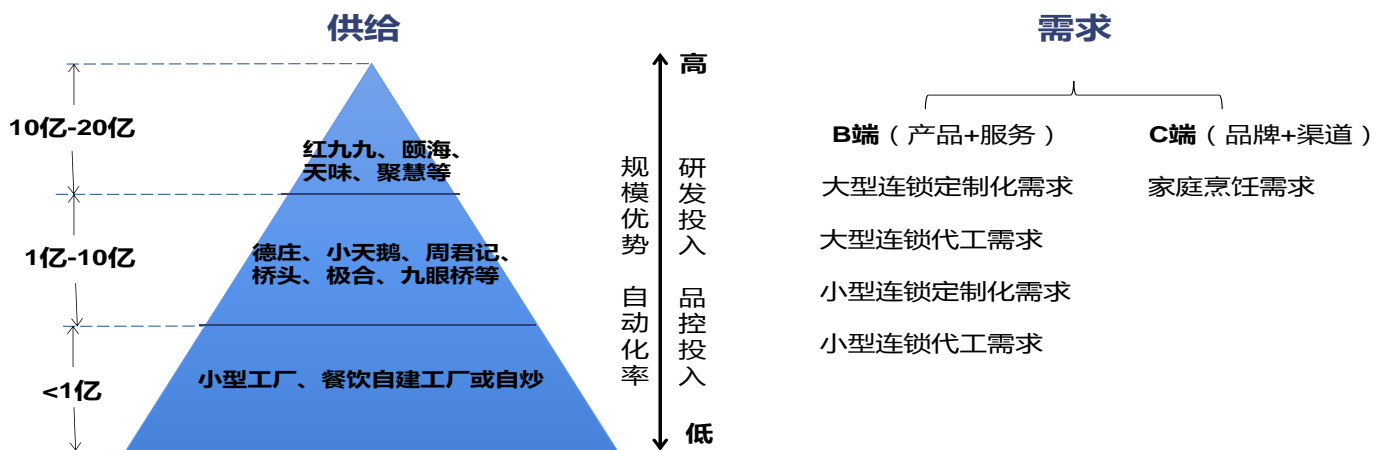 供给
10亿-20亿
红九九、颐海、
天味、聚慧等
1亿-10亿
德庄、小天鹅、周君记、
桥头、极合、九眼桥等
<1亿
小型工厂、餐饮自建工厂或自炒
高
规模优势
研发投入
自动化率
品控投入
低
需求
B端（产品+服务）
大型连锁定制化需求
大型连锁代工需求
小型连锁定制化需求
小型连锁代工需求
C端（品牌+渠道）
家庭烹饪需求